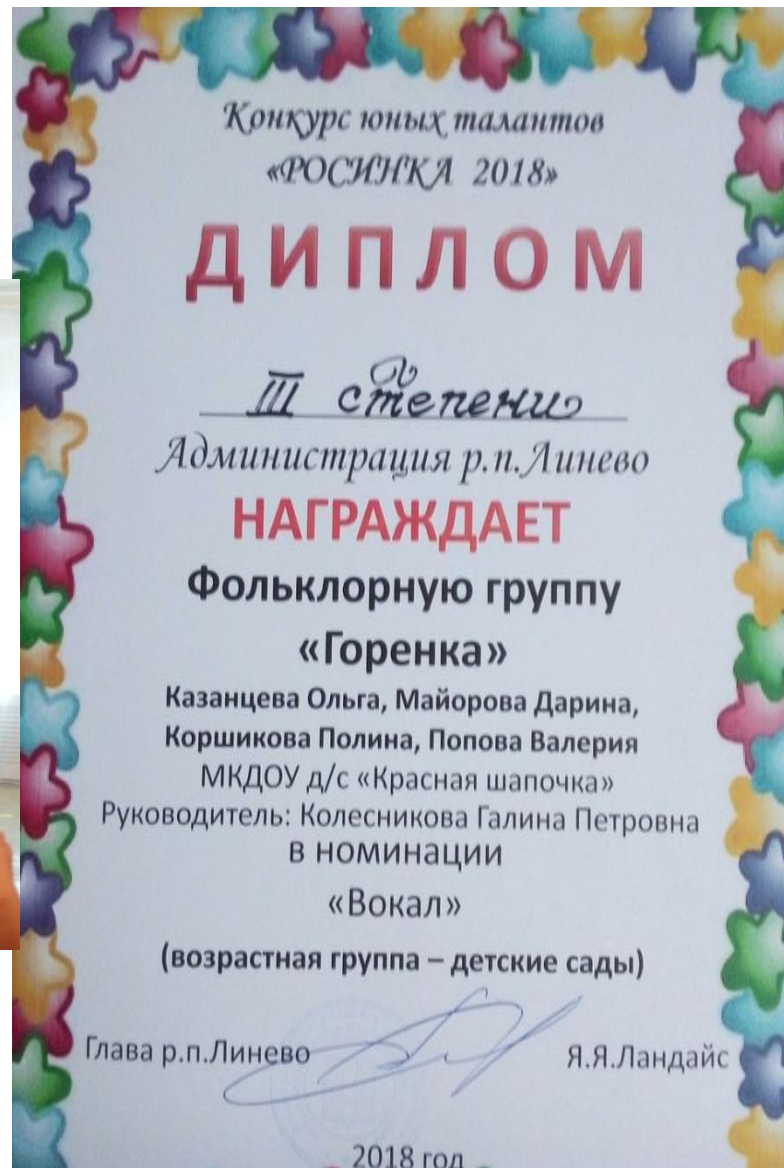 Конкурс юных талантов
«РОСИНКА 2018»
ДИПЛОМ
III степени
Администрация р.п.Линево
НАГРАЖДАЕТ
Фольклорную группу
«Горенка»
Казанцева Ольга, Майорова Дарина,
Коршикова Полина, Попова Валерия
МКДОУ д/с «Красная шапочка»
Руководитель: Колесникова Галина Петровна
в номинации
«Вокал»
(возрастная группа – детские сады)
Глава р.п.Линево Я.Я.Ландайс
2018 год